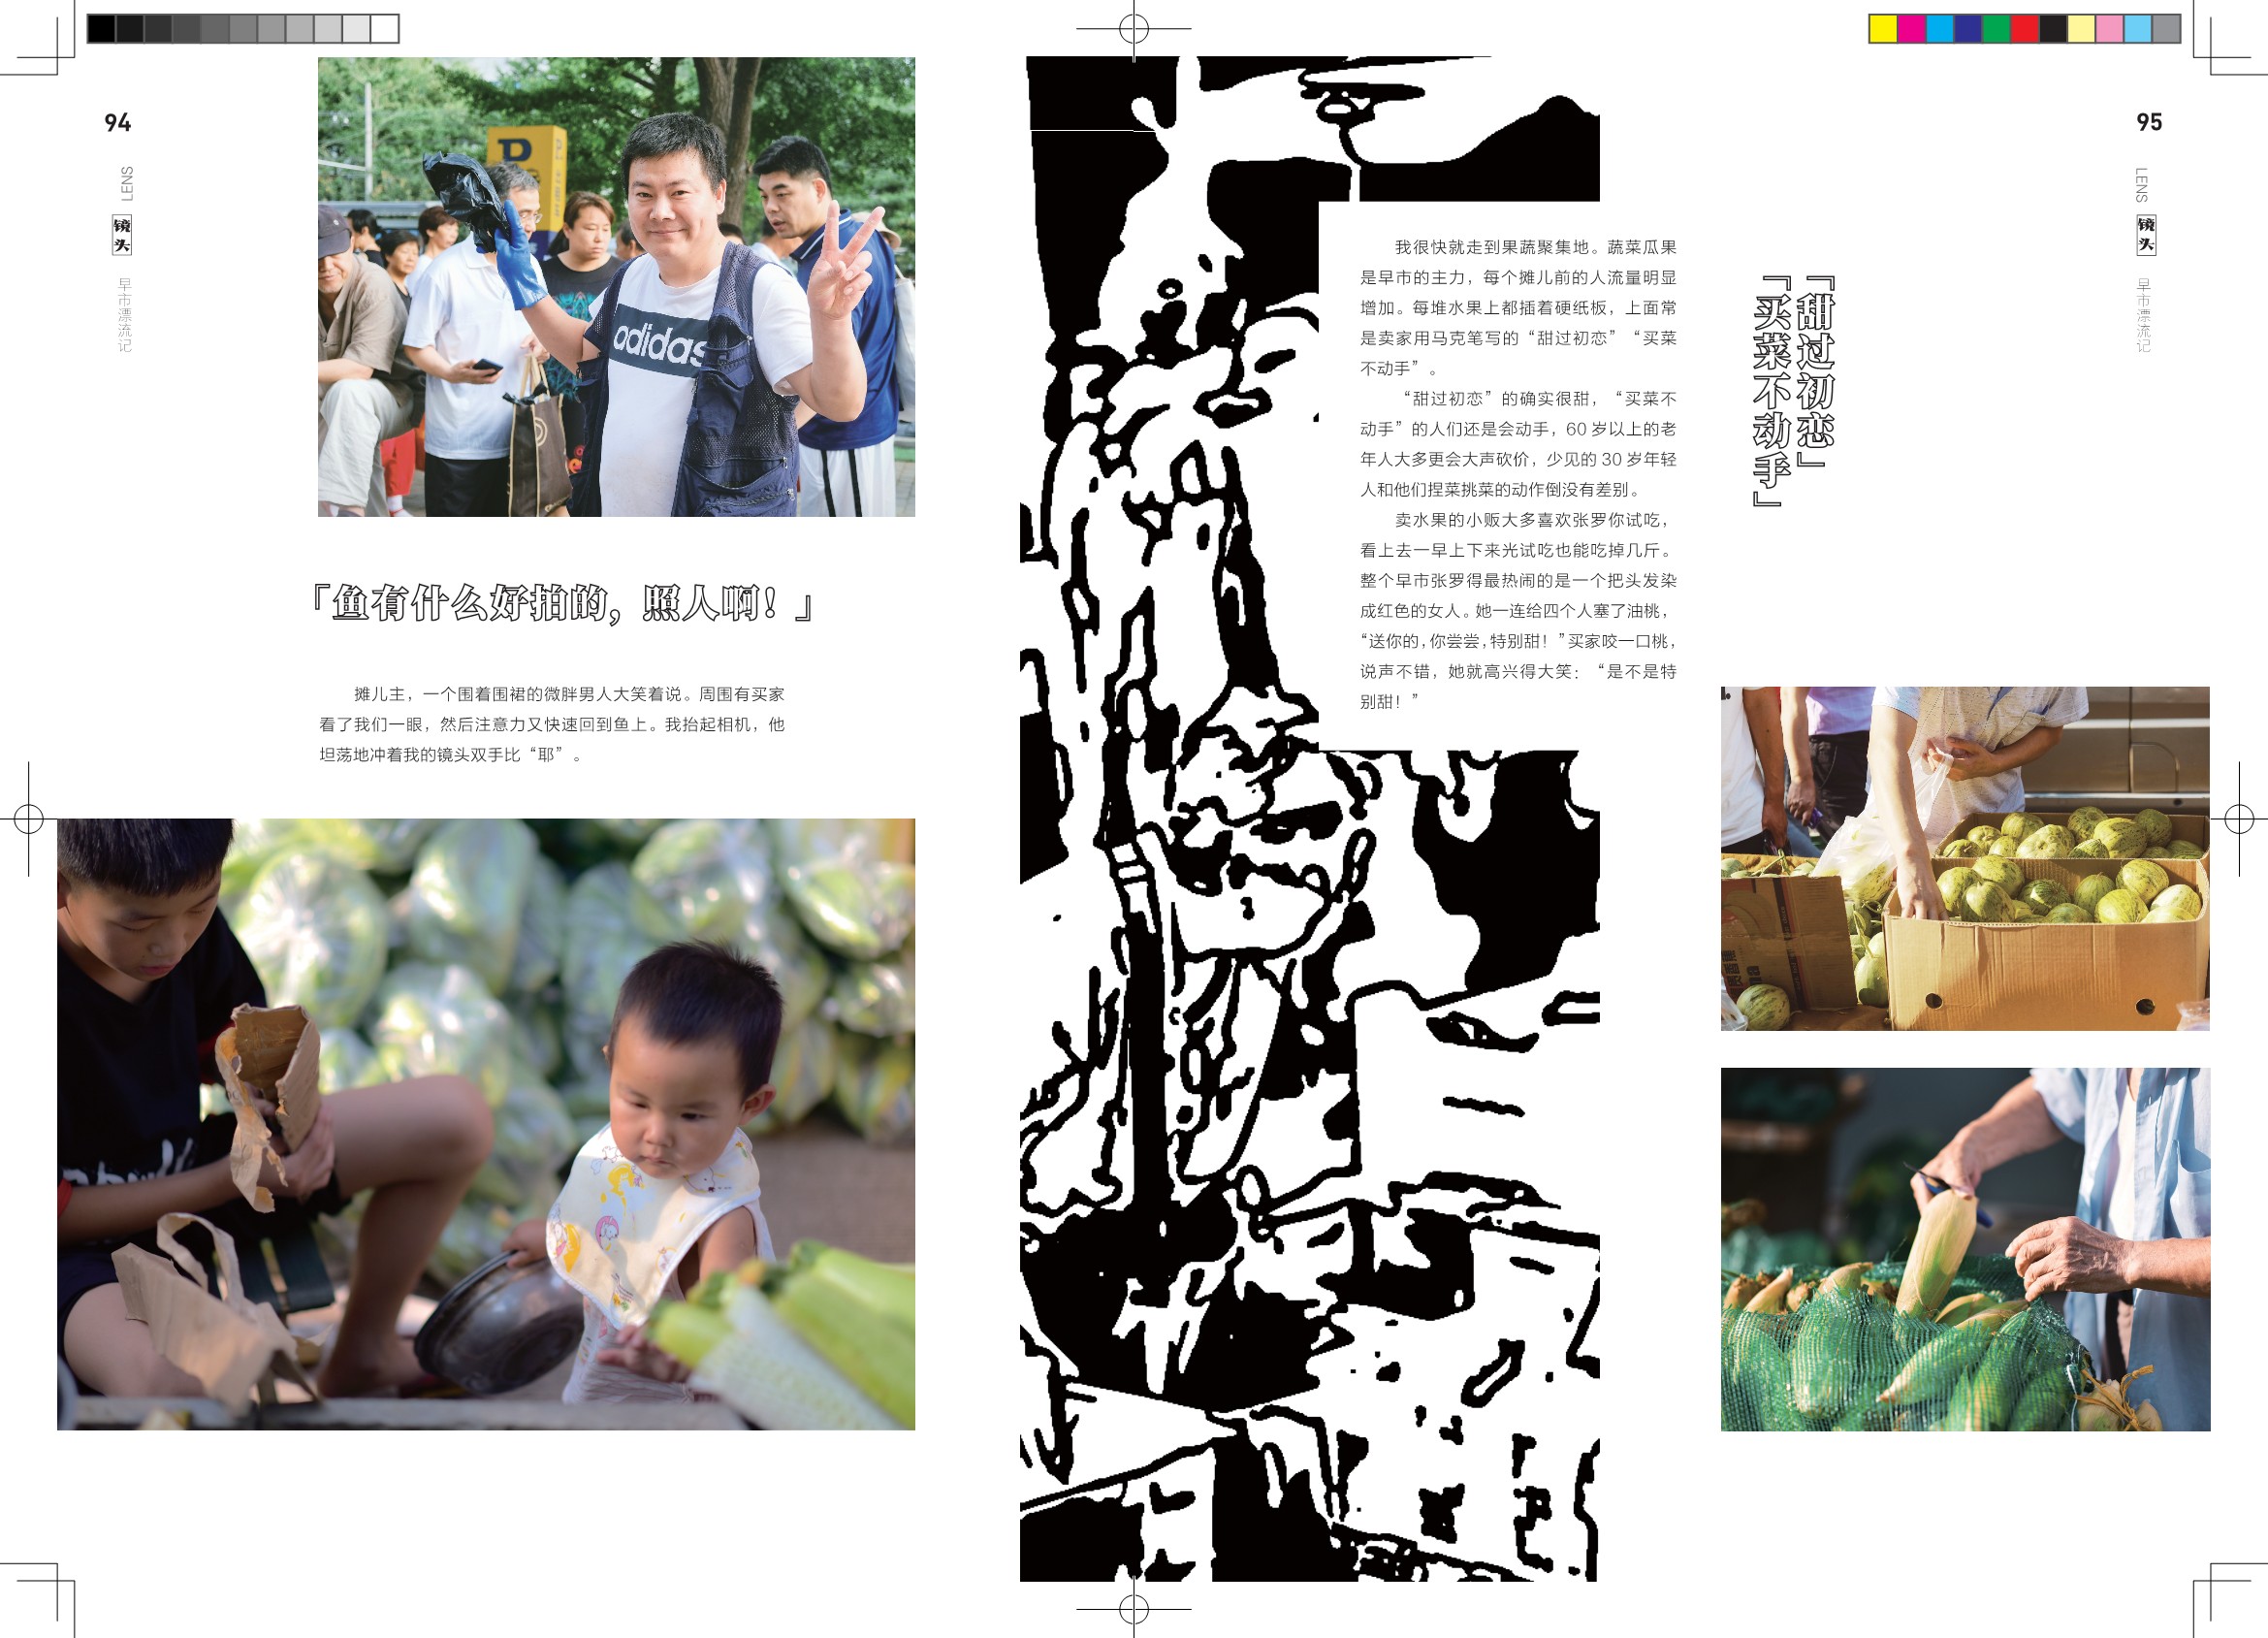 94
LENS
镜头
早市漂流记
P
adidas
「鱼有什么好拍的，照人啊！」
摊儿主，一个围着围裙的微胖男人大笑着说。周围有买家
看了我们一眼，然后注意力又快速回到鱼上。我抬起相机，他
坦荡地冲着我的镜头双手比“耶”。
95
LENS
镜头
早市漂流记
「甜过初恋」
「买菜不动手」
我很快就走到果蔬聚集地。蔬菜瓜果
是早市的主力，每个摊儿前的人流量明显
增加。每堆水果上都插着硬纸板，上面常
是卖家用马克笔写的“甜过初恋”“买菜
不动手”。
“甜过初恋”的确实很甜，“买菜不
动手”的人们还是会动手，60 岁以上的老
年人大多更会大声砍价，少见的 30 岁年轻
人和他们捏菜挑菜的动作倒没有差别。
卖水果的小贩大多喜欢张罗你试吃，
看上去一早上下来光试吃也能吃掉几斤。
整个早市张罗得最热闹的是一个把头发染
成红色的女人。她一连给四个人塞了油桃，
“送你的，你尝尝，特别甜！”买家咬一口桃，
说声不错，她就高兴得大笑：“是不是特
别甜！”